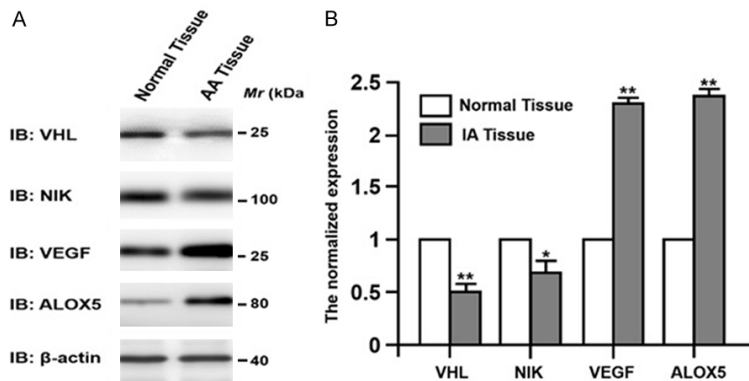 A
Normal Tissue
AA Tissue
Mr (kDa
IB: VHL
25
IB: NIK
100
IB: VEGF
25
IB: ALOX5
80
IB: β-actin
40
B
The normalized expression
2.5
2
1.5
1
0.5
0
Normal Tissue
IA Tissue
**
*
**
**
VHL
NIK
VEGF
ALOX5